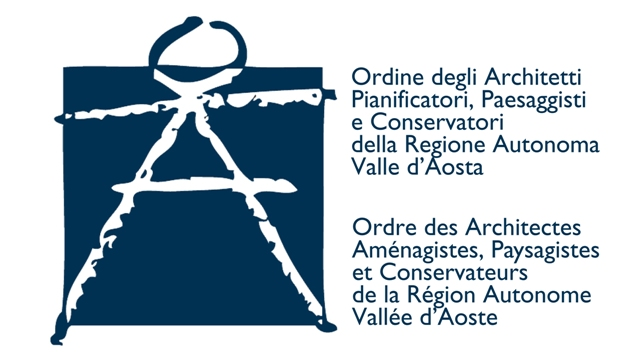 Ordine degli Architetti
Pianificatori, Paesaggisti
e Conservatori
della Regione Autonoma
Valle d'Aosta
Ordre des Architectes
Aménagistes, Paysagistes
et Conservateurs
de la Région Autonome
Vallée d'Aoste